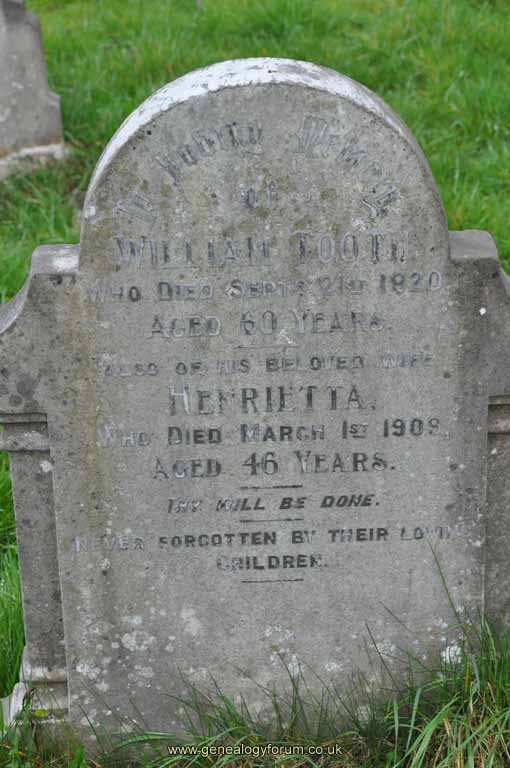 In Loving Memory
of
WILLIAM TOOTH
WHO DIED SEPTR 21ST 1920
AGED 60 YEARS.
ALSO OF HIS BELOVED WIFE
HENRIETTA,
WHO DIED MARCH 1ST 1909,
AGED 46 YEARS.
THY WILL BE DONE.
NEVER FORGOTTEN BY THEIR LOVING
CHILDREN.
www.genealogyforum.co.uk